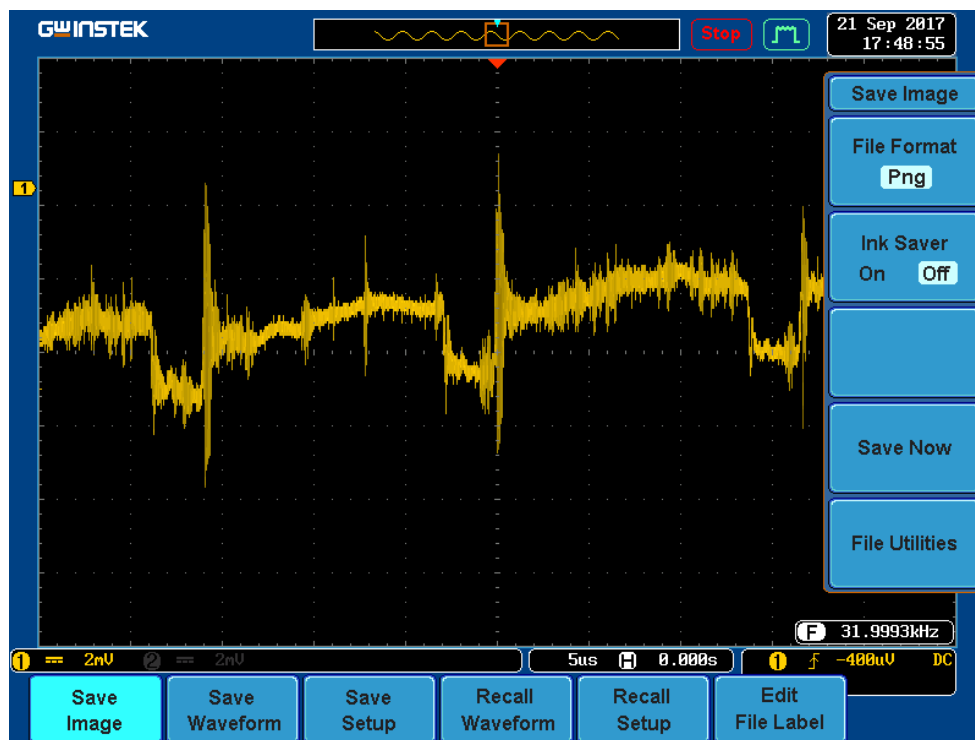 GWINSTEK
Stop
21 Sep 2017
17:48:55
Save Image
File Format
Png
1
Ink Saver
On Off
Save Now
File Utilities
F 31.9993kHz
1 2mV 2 2mV 5us H 0.000s 1 -400uV DC
Save Image
Save Waveform
Save Setup
Recall Waveform
Recall Setup
Edit File Label